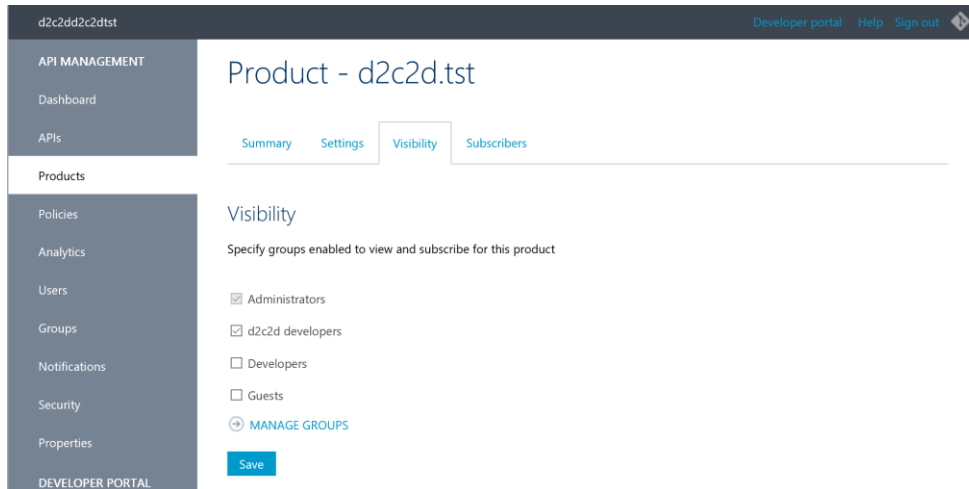 d2c2dd2c2dtst
Developer portal Help Sign out
API MANAGEMENT
Dashboard
APIs
Products
Policies
Analytics
Users
Groups
Notifications
Security
Properties
DEVELOPER PORTAL
Product - d2c2d.tst
Summary Settings Visibility Subscribers
Visibility
Specify groups enabled to view and subscribe for this product
Administrators
d2c2d developers
Developers
Guests
MANAGE GROUPS
Save